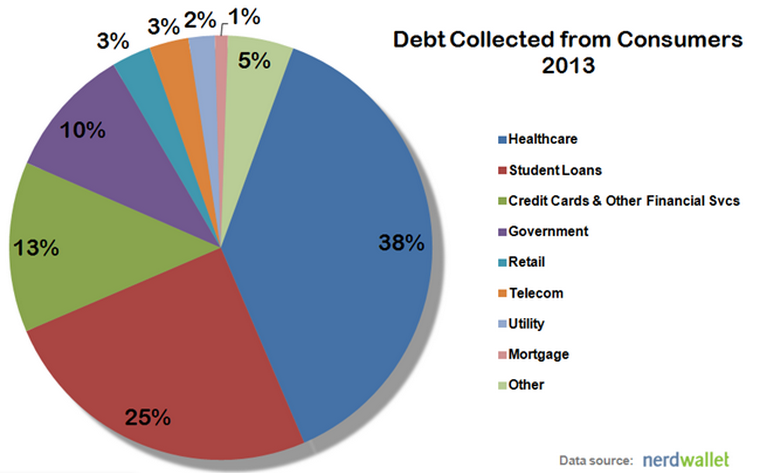 Debt Collected from Consumers
2013
3%
3%
2%
1%
5%
10%
38%
13%
25%
Healthcare
Student Loans
Credit Cards & Other Financial Svcs
Government
Retail
Telecom
Utility
Mortgage
Other
Data source: nerdwallet